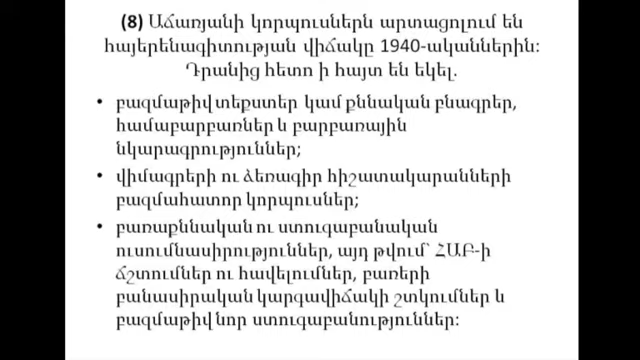 (8) Աճառյանի կորպուսներն արտացոլում են
հայերենագիտության վիճակը 1940-ականներին:
Դրանից հետո ի հայտ են եկել.
• բազմաթիվ տեքստեր կամ քննական բնագրեր,
համաբարբառներ և բարբառային
նկարագրություններ;
• վիմագրերի ու ձեռագիր հիշատակարանների
բազմահատոր կորպուսներ;
• բառաքննական ու ստուգաբանական
ուսումնասիրություններ, այդ թվում՝ ՀԱԲ-ի
ճշտումներ ու հավելումներ, բառերի
բանասիրական կարգավիճակի շտկումներ և
բազմաթիվ նոր ստուգաբանություններ: